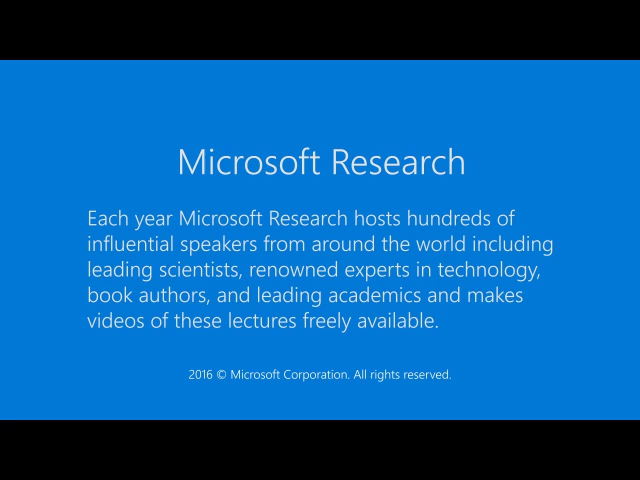 Microsoft Research
Each year Microsoft Research hosts hundreds of
influential speakers from around the world including
leading scientists, renowned experts in technology,
book authors, and leading academics and makes
videos of these lectures freely available.
2016 © Microsoft Corporation. All rights reserved.